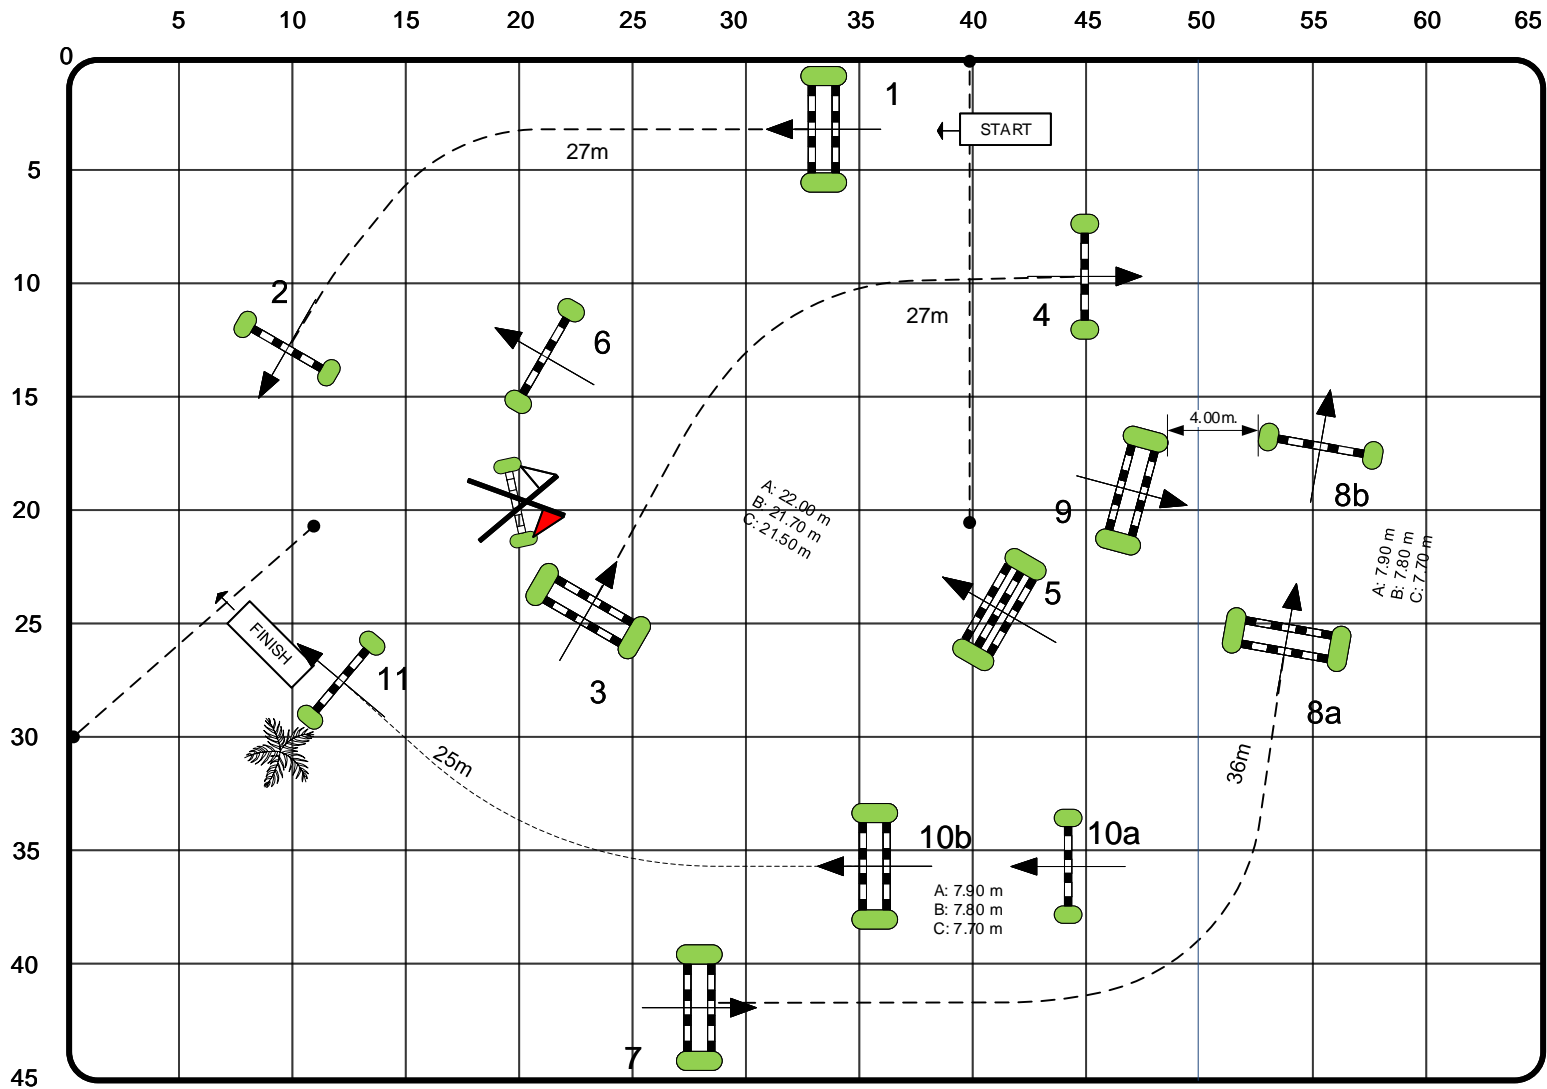 5 10 15 20 25 30 35 40 45 50 55 60 65
0
1
START
27m
5
2
10
4
27m
6
15
4.00m.
8b
9
20
A: 22.00 m
B: 21.70 m
C: 21.50 m
A: 7.90 m
B: 7.80 m
C: 7.70 m
5
25
FINISH
11
3
8a
30
25m
36m
10b
10a
35
A: 7.90 m
B: 7.80 m
C: 7.70 m
40
7
45